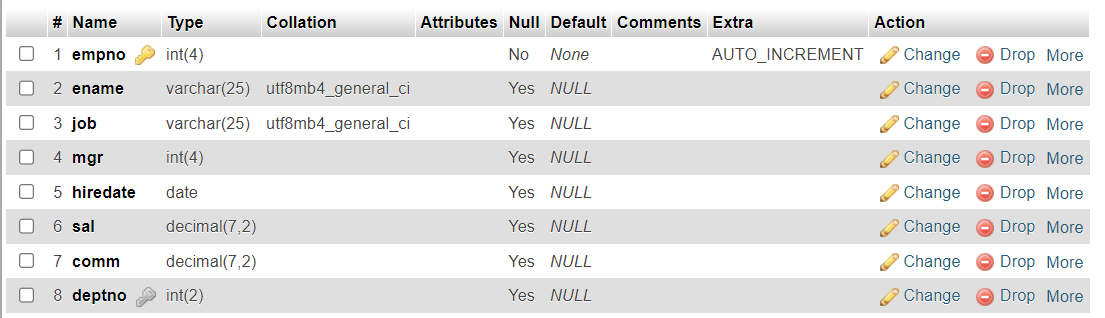 # Name Type Collation Attributes Null Default Comments Extra Action
1 empno int(4) No None AUTO_INCREMENT Change Drop More
2 ename varchar(25) utf8mb4_general_ci Yes NULL Change Drop More
3 job varchar(25) utf8mb4_general_ci Yes NULL Change Drop More
4 mgr int(4) Yes NULL Change Drop More
5 hiredate date Yes NULL Change Drop More
6 sal decimal(7,2) Yes NULL Change Drop More
7 comm decimal(7,2) Yes NULL Change Drop More
8 deptno int(2) Yes NULL Change Drop More